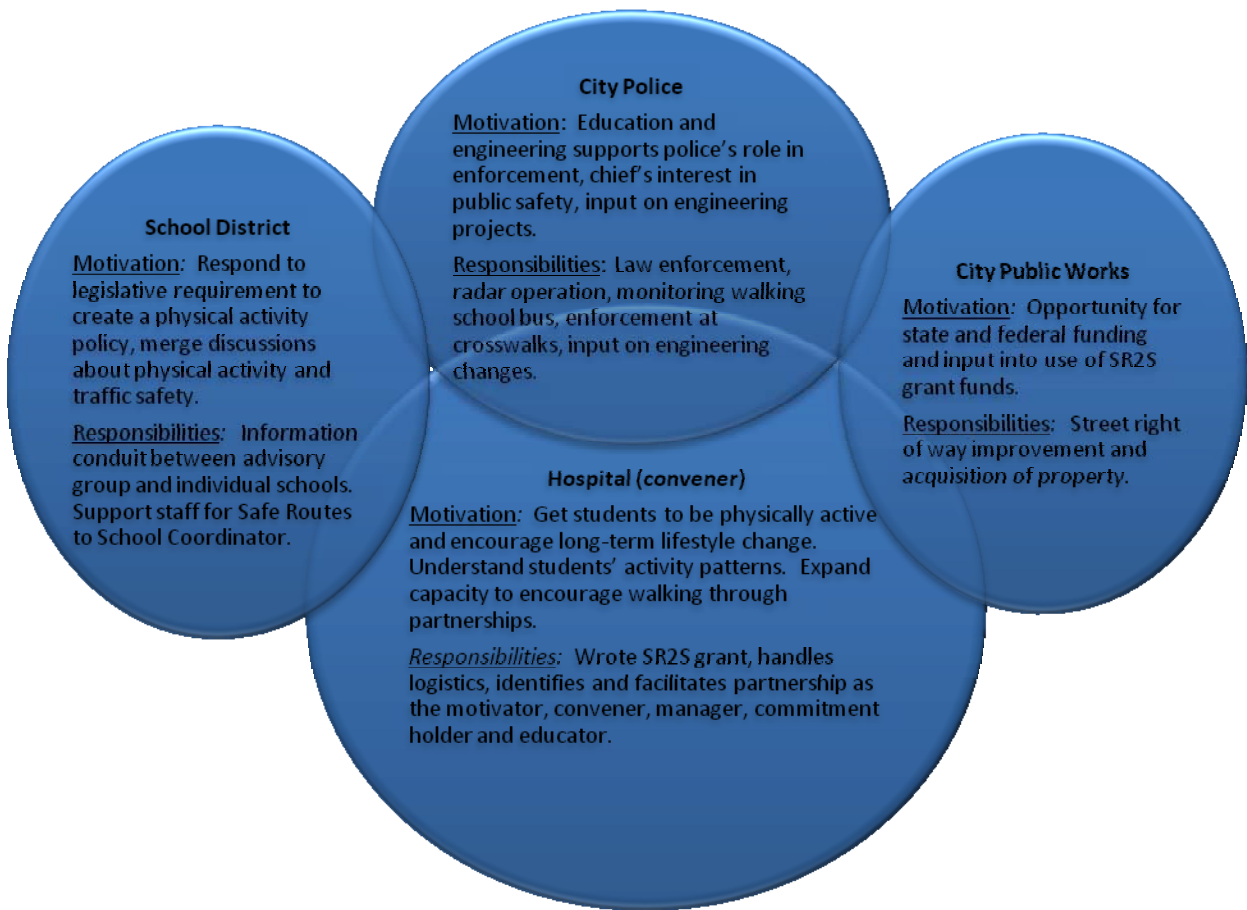 City Police
Motivation: Education and
engineering supports police's role in
enforcement, chief's interest in
public safety, input on engineering
projects.
Responsibilities: Law enforcement,
radar operation, monitoring walking
school bus, enforcement at
crosswalks, input on engineering
changes.
School District
Motivation: Respond to
legislative requirement to
create a physical activity
policy, merge discussions
about physical activity and
traffic safety.
Responsibilities: Information
conduit between advisory
group and individual schools.
Support staff for Safe Routes
to School Coordinator.
City Public Works
Motivation: Opportunity for
state and federal funding
and input into use of SR2S
grant funds.
Responsibilities: Street right
of way improvement and
acquisition of property.
Hospital (convener)
Motivation: Get students to be physically active
and encourage long-term lifestyle change.
Understand students' activity patterns. Expand
capacity to encourage walking through
partnerships.
Responsibilities: Wrote SR2S grant, handles
logistics, identifies and facilitates partnership as
the motivator, convener, manager, commitment
holder and educator.